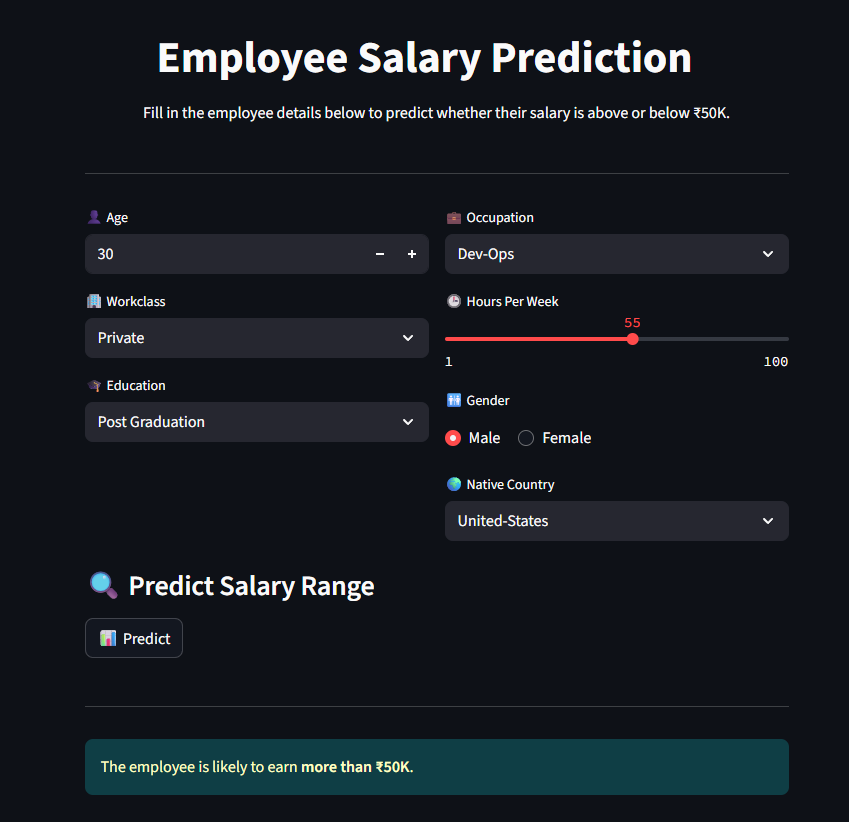 Employee Salary Prediction
Fill in the employee details below to predict whether their salary is above or below ₹50K.
Age
30
Workclass
Private
Education
Post Graduation
Occupation
Dev-Ops
Hours Per Week
55
1 100
Gender
Male Female
Native Country
United-States
Predict Salary Range
Predict
The employee is likely to earn more than ₹50K.